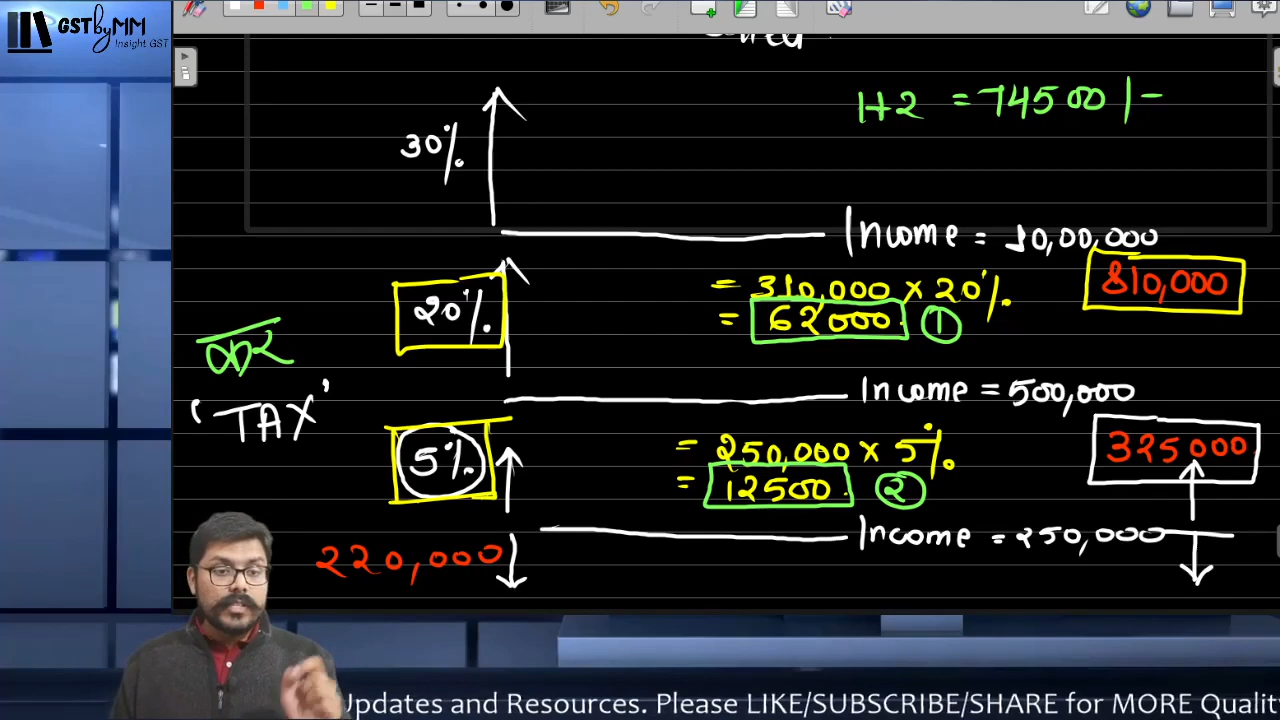 GSTbyMM
Insight GST
1+2 = 74500/-
30%
Income = 10,00,000
810,000
20%
= 310,000 × 20%
= 62000. 1
'TAX'
Income = 500,000
5%
= 250,000 × 5%
= 12500. 2
325000
Income = 250,000
220,000
Updates and Resources. Please LIKE/SUBSCRIBE/SHARE for MORE Qualit